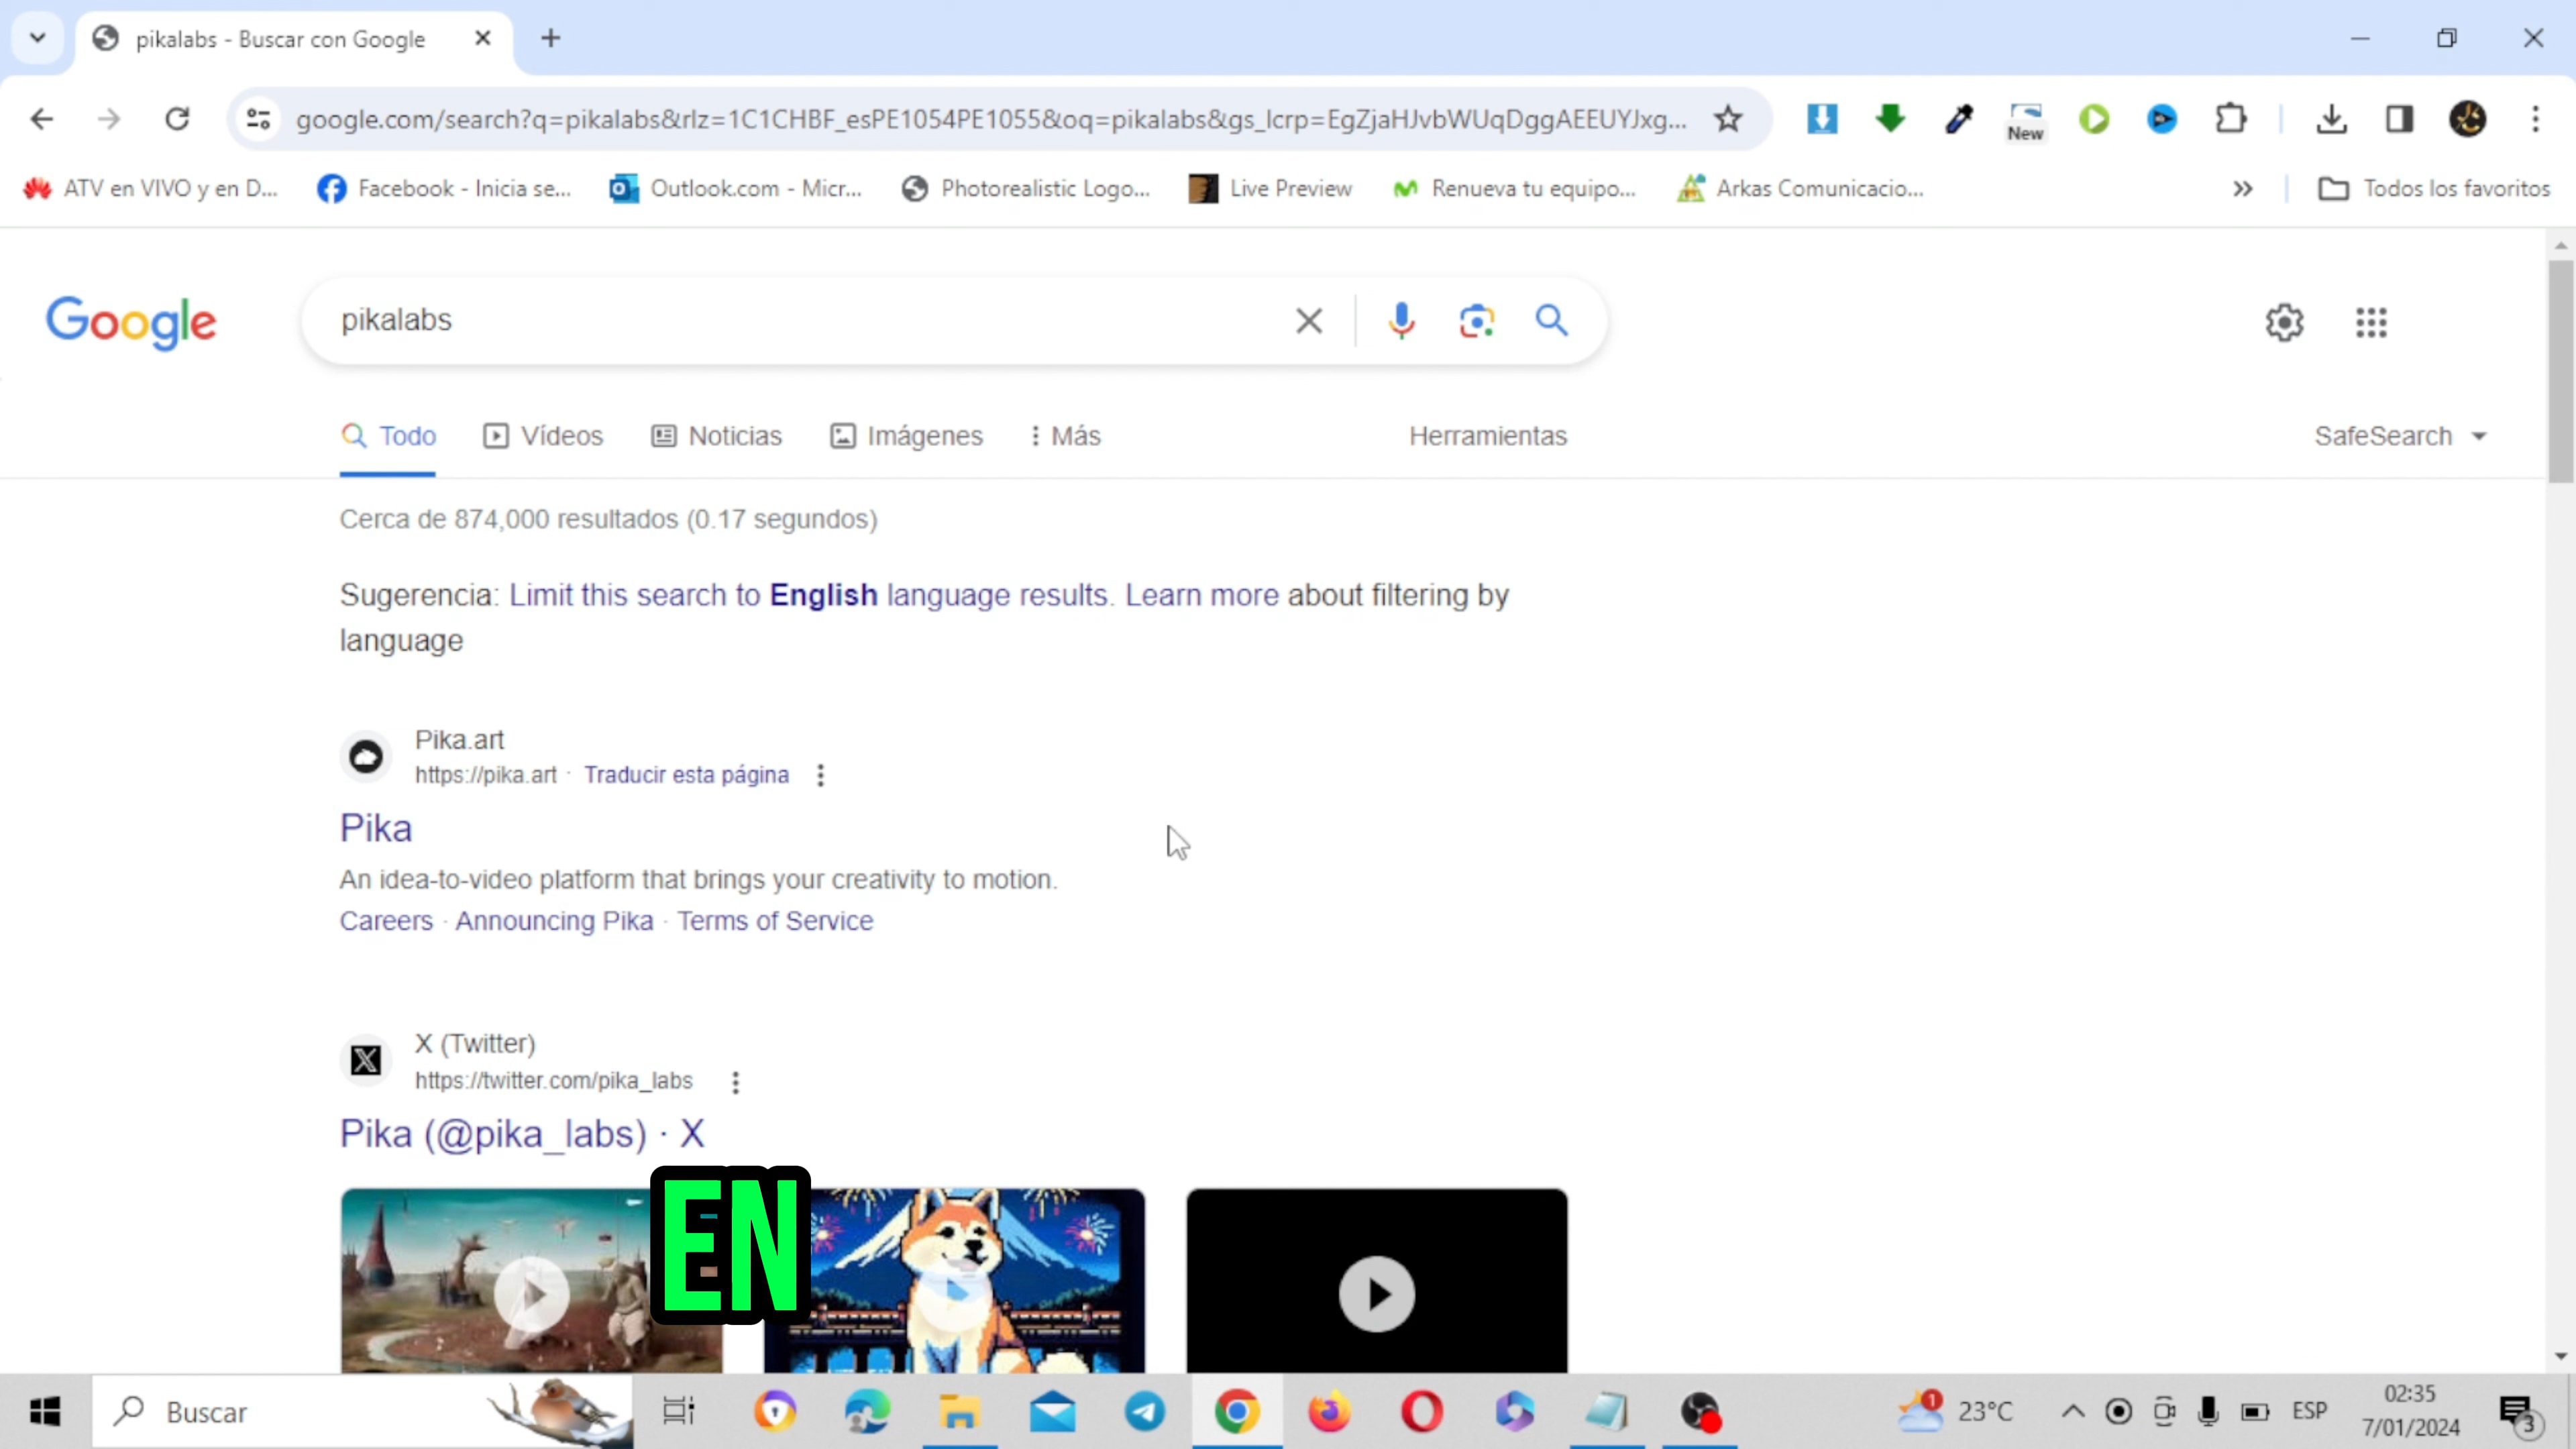 pikalabs - Buscar con Google
google.com/search?q=pikalabs&rlz=1C1CHBF_esPE1054PE1055&oq=pikalabs&gs_lcrp=EgZjaHJvbWUqDggAEEUYJxg...
New
ATV en VIVO y en D...
Facebook - Inicia se...
Outlook.com - Micr...
Photorealistic Logo...
Live Preview
Renueva tu equipo...
Arkas Comunicacio...
Todos los favoritos
Google
pikalabs
Todo
Vídeos
Noticias
Imágenes
Más
Herramientas
SafeSearch
Cerca de 874,000 resultados (0.17 segundos)
Sugerencia: Limit this search to English language results. Learn more about filtering by
language
Pika.art
https://pika.art · Traducir esta página
Pika
An idea-to-video platform that brings your creativity to motion.
Careers · Announcing Pika · Terms of Service
X (Twitter)
https://twitter.com/pika_labs
Pika (@pika_labs) · X
EN
Buscar
1
23°C
ESP
02:35
7/01/2024
3